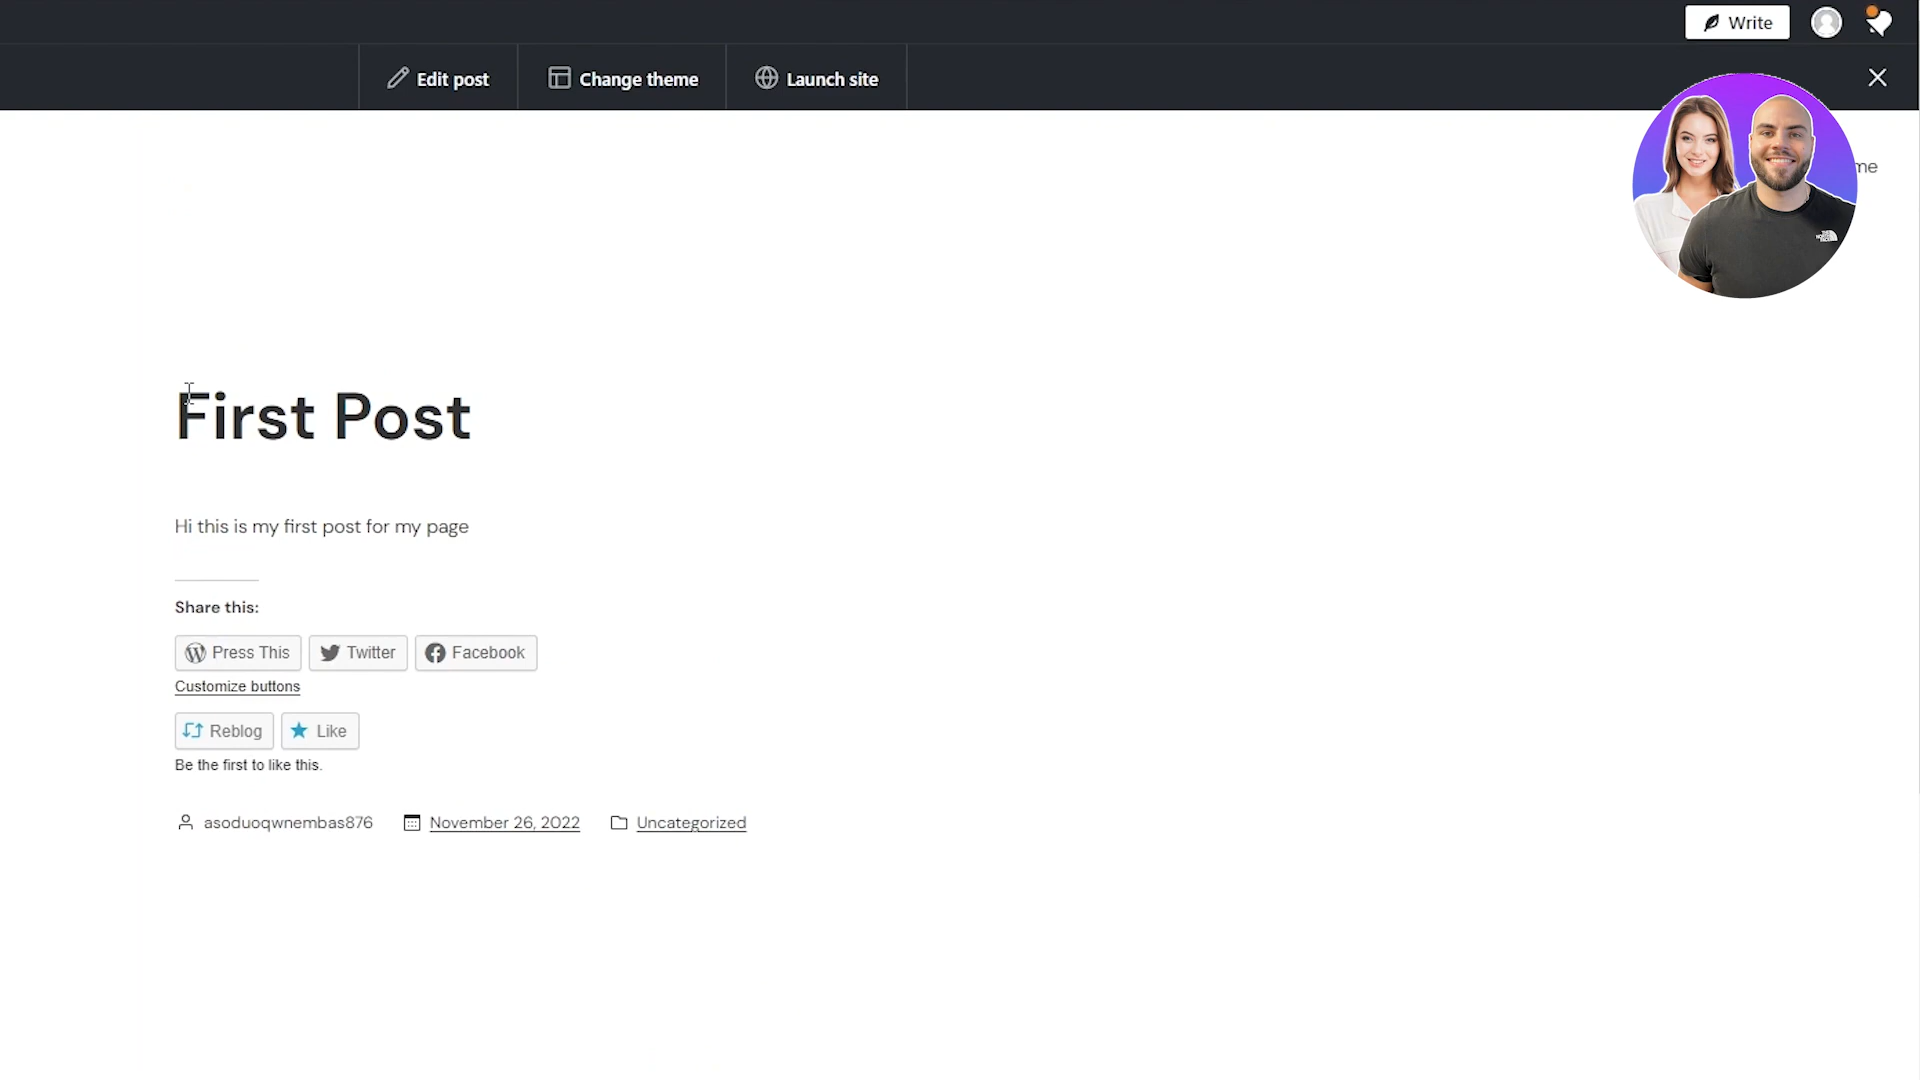 Write
Edit post
Change theme
Launch site
me
First Post
Hi this is my first post for my page
Share this:
Press This
Twitter
Facebook
Customize buttons
Reblog
Like
Be the first to like this.
asoduoqwnembas876
November 26, 2022
Uncategorized